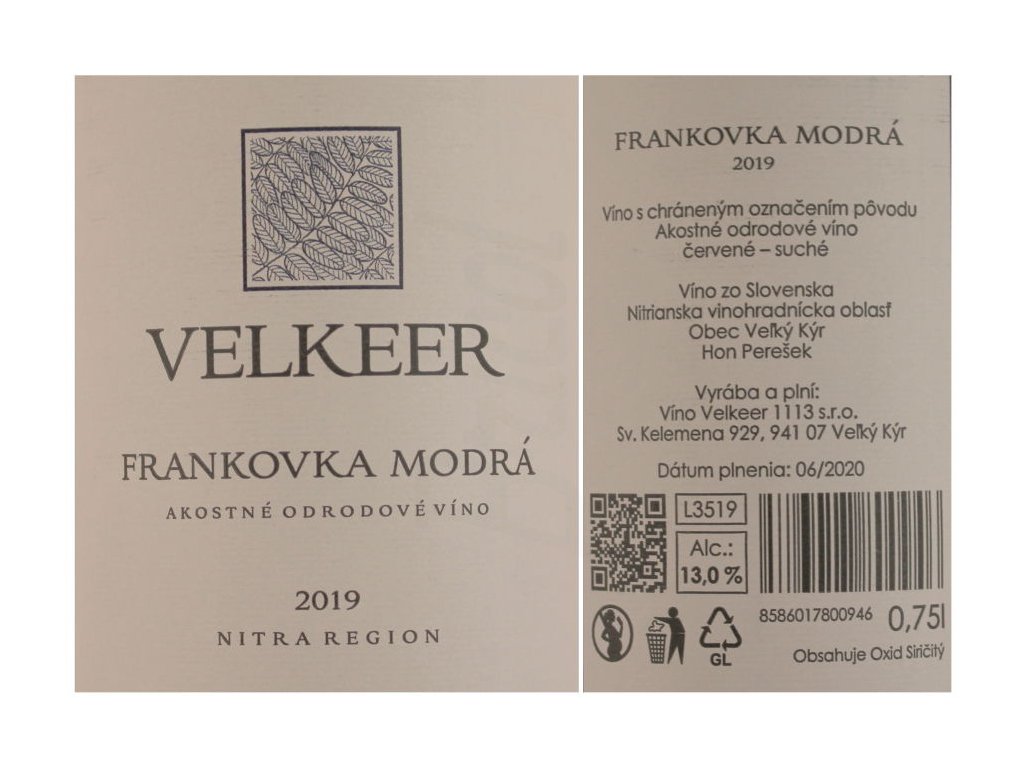 VELKEER
FRANKOVKA MODRÁ
AKOSTNÉ ODRODOVÉ VÍNO
2019
NITRA REGION
FRANKOVKA MODRÁ
2019
Víno s chráneným označením pôvodu
Akostné odrodové víno
červené – suché
Víno zo Slovenska
Nitrianska vinohradnícka oblasť
Obec Veľký Kýr
Hon Perešek
Vyrába a plní:
Víno Velkeer 1113 s.r.o.
Sv. Kelemena 929, 941 07 Veľký Kýr
Dátum plnenia: 06/2020
L3519
Alc.:
13,0 %
8586017800946
0,75l
GL
Obsahuje Oxid Siričitý